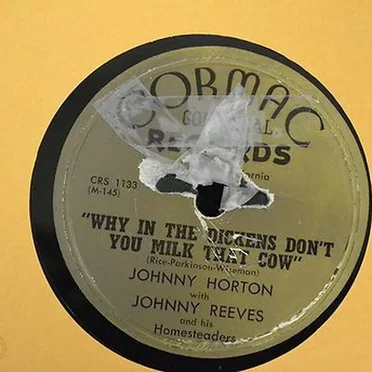 CORMAC
RECORDS
CRS 1133
(M-145)
"WHY IN THE DICKENS DON'T
YOU MILK THAT COW"
(Rice-Parkinson-Wiseman)
JOHNNY HORTON
with
JOHNNY REEVES
and his
Homesteaders